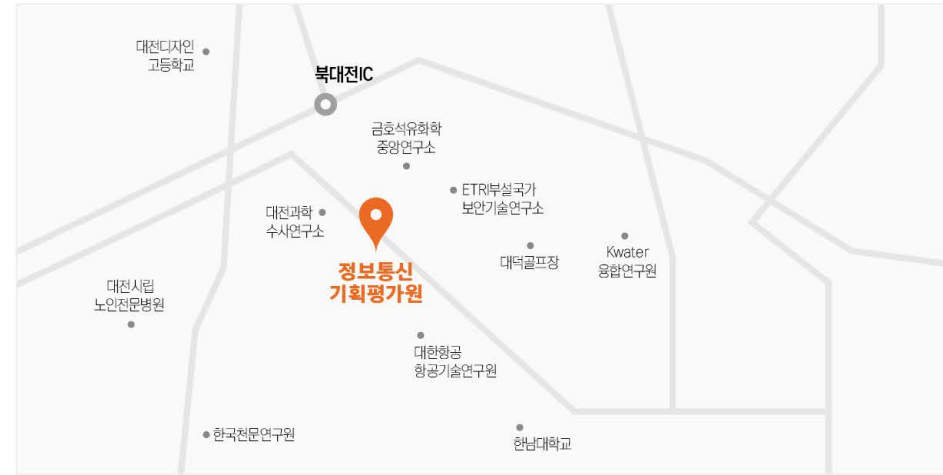 대전디자인
고등학교
북대전IC
금호석유화학
중앙연구소
ETRI부설국가
보안기술연구소
대전과학
수사연구소
대덕골프장
Kwater
융합연구원
정보통신
기획평가원
대전시립
노인전문병원
대한항공
항공기술연구원
한국천문연구원
한남대학교